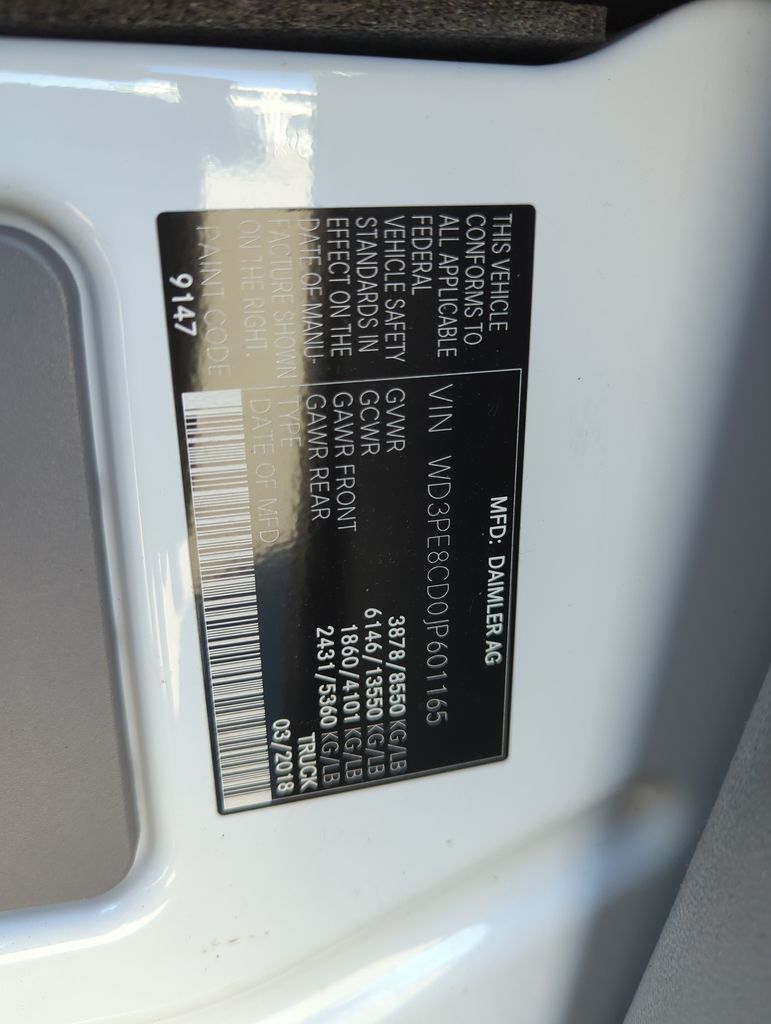 MFD: DAIMLER AG
THIS VEHICLE
CONFORMS TO
ALL APPLICABLE
FEDERAL
VEHICLE SAFETY
STANDARDS IN
EFFECT ON THE
DATE OF MANU-
FACTURE SHOWN
ON THE RIGHT.
PAINT CODE
9147
VIN WD3PE8CD0JP601165
GVWR 3878/8550 KG/LB
GCWR 6146/13550 KG/LB
GAWR FRONT 1860/4101 KG/LB
GAWR REAR 2431/5360 KG/LB
TYPE TRUCK
DATE OF MFD 03/2018